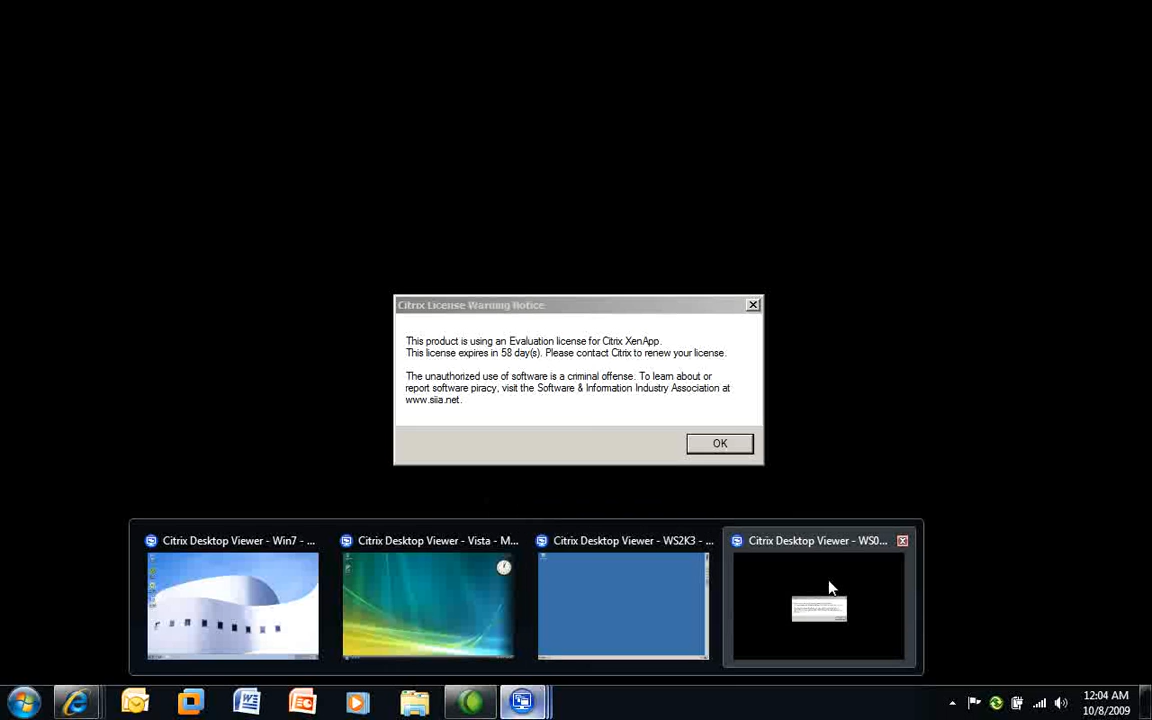 Citrix License Warning Notice
This product is using an Evaluation license for Citrix XenApp.
This license expires in 58 day(s). Please contact Citrix to renew your license.
The unauthorized use of software is a criminal offense. To learn about or
report software piracy, visit the Software & Information Industry Association at
www.siia.net.
OK
Citrix Desktop Viewer - Win7 - ...
Citrix Desktop Viewer - Vista - M...
Citrix Desktop Viewer - WS2K3 - ...
Citrix Desktop Viewer - WS0...
12:04 AM
10/8/2009